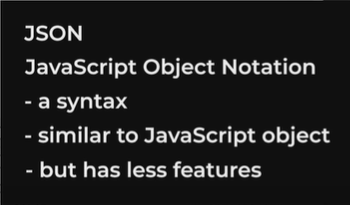 JSON
JavaScript Object Notation
- a syntax
- similar to JavaScript object
- but has less features